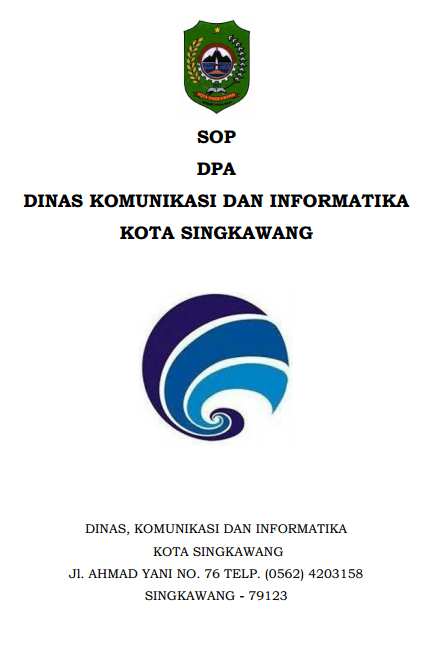 SOP
DPA
DINAS KOMUNIKASI DAN INFORMATIKA
KOTA SINGKAWANG
DINAS, KOMUNIKASI DAN INFORMATIKA
KOTA SINGKAWANG
Jl. AHMAD YANI NO. 76 TELP. (0562) 4203158
SINGKAWANG - 79123